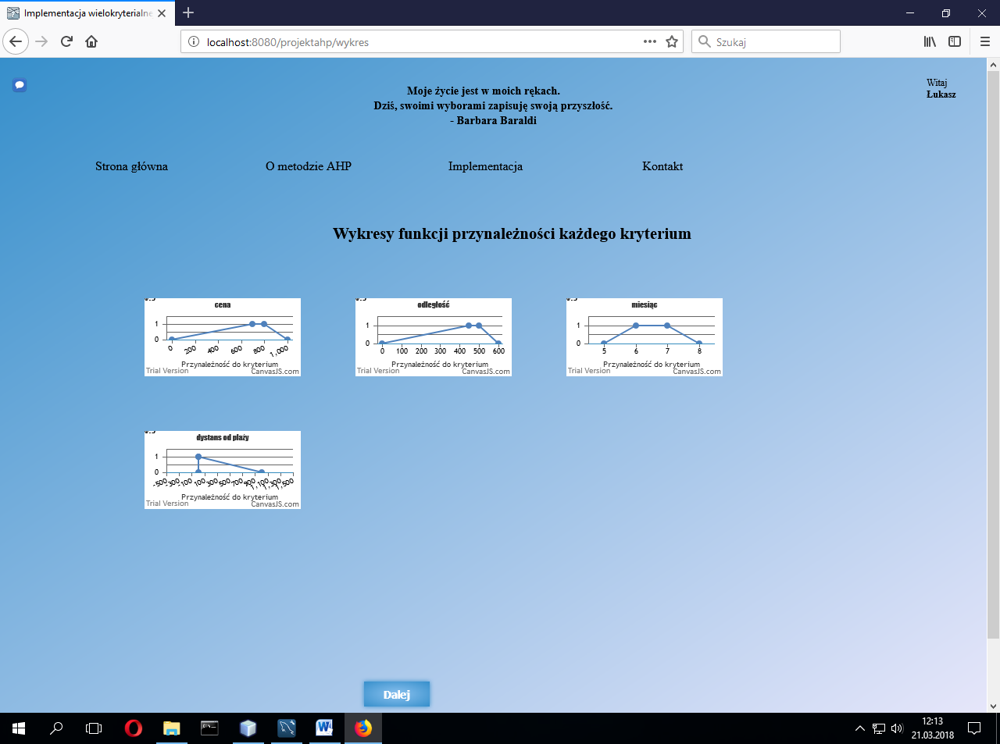 Implementacja wielokryterialne
localhost:8080/projektahp/wykres
Szukaj
Moje życie jest w moich rękach.
Dziś, swoimi wyborami zapisuję swoją przyszłość.
- Barbara Baraldi
Witaj
Łukasz
Strona główna
O metodzie AHP
Implementacja
Kontakt
Wykresy funkcji przynależności każdego kryterium
cena
1
0
0 200 400 600 800 1,000
Przynależność do kryterium
Trial Version
CanvasJS.com
odległość
1
0
0 100 200 300 400 500 600
Przynależność do kryterium
Trial Version
CanvasJS.com
miesiąc
1
0
5 6 7 8
Przynależność do kryterium
Trial Version
CanvasJS.com
dystans od plaży
1
0
-500 -300 -100 100 300 500 700 900 1,100 1,300 1,500
Przynależność do kryterium
Trial Version
CanvasJS.com
Dalej
12:13
21.03.2018